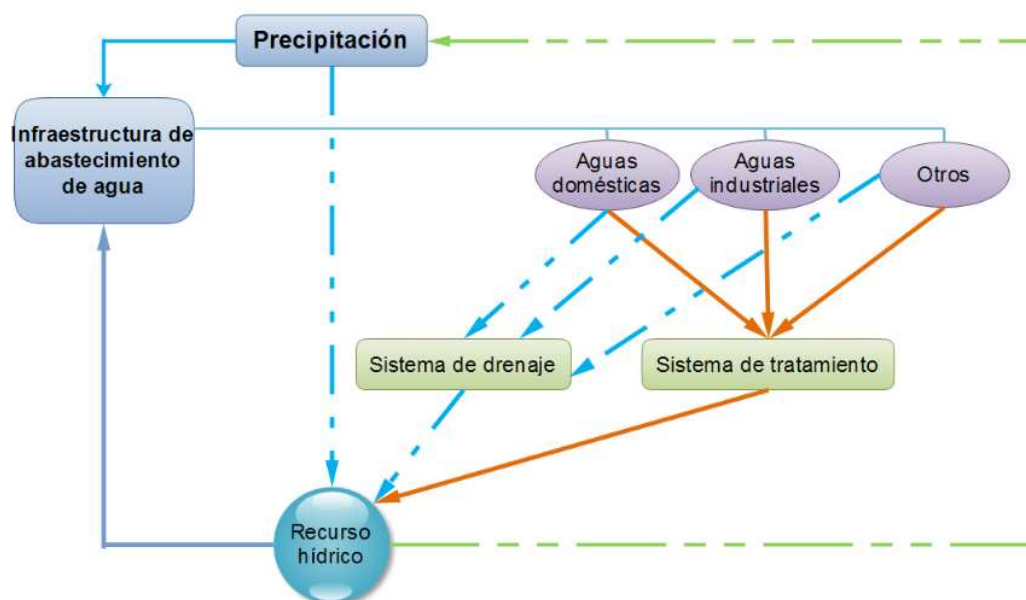 Precipitación
Infraestructura de
abastecimiento
de agua
Aguas
domésticas
Aguas
industriales
Otros
Sistema de drenaje
Sistema de tratamiento
Recurso
hídrico